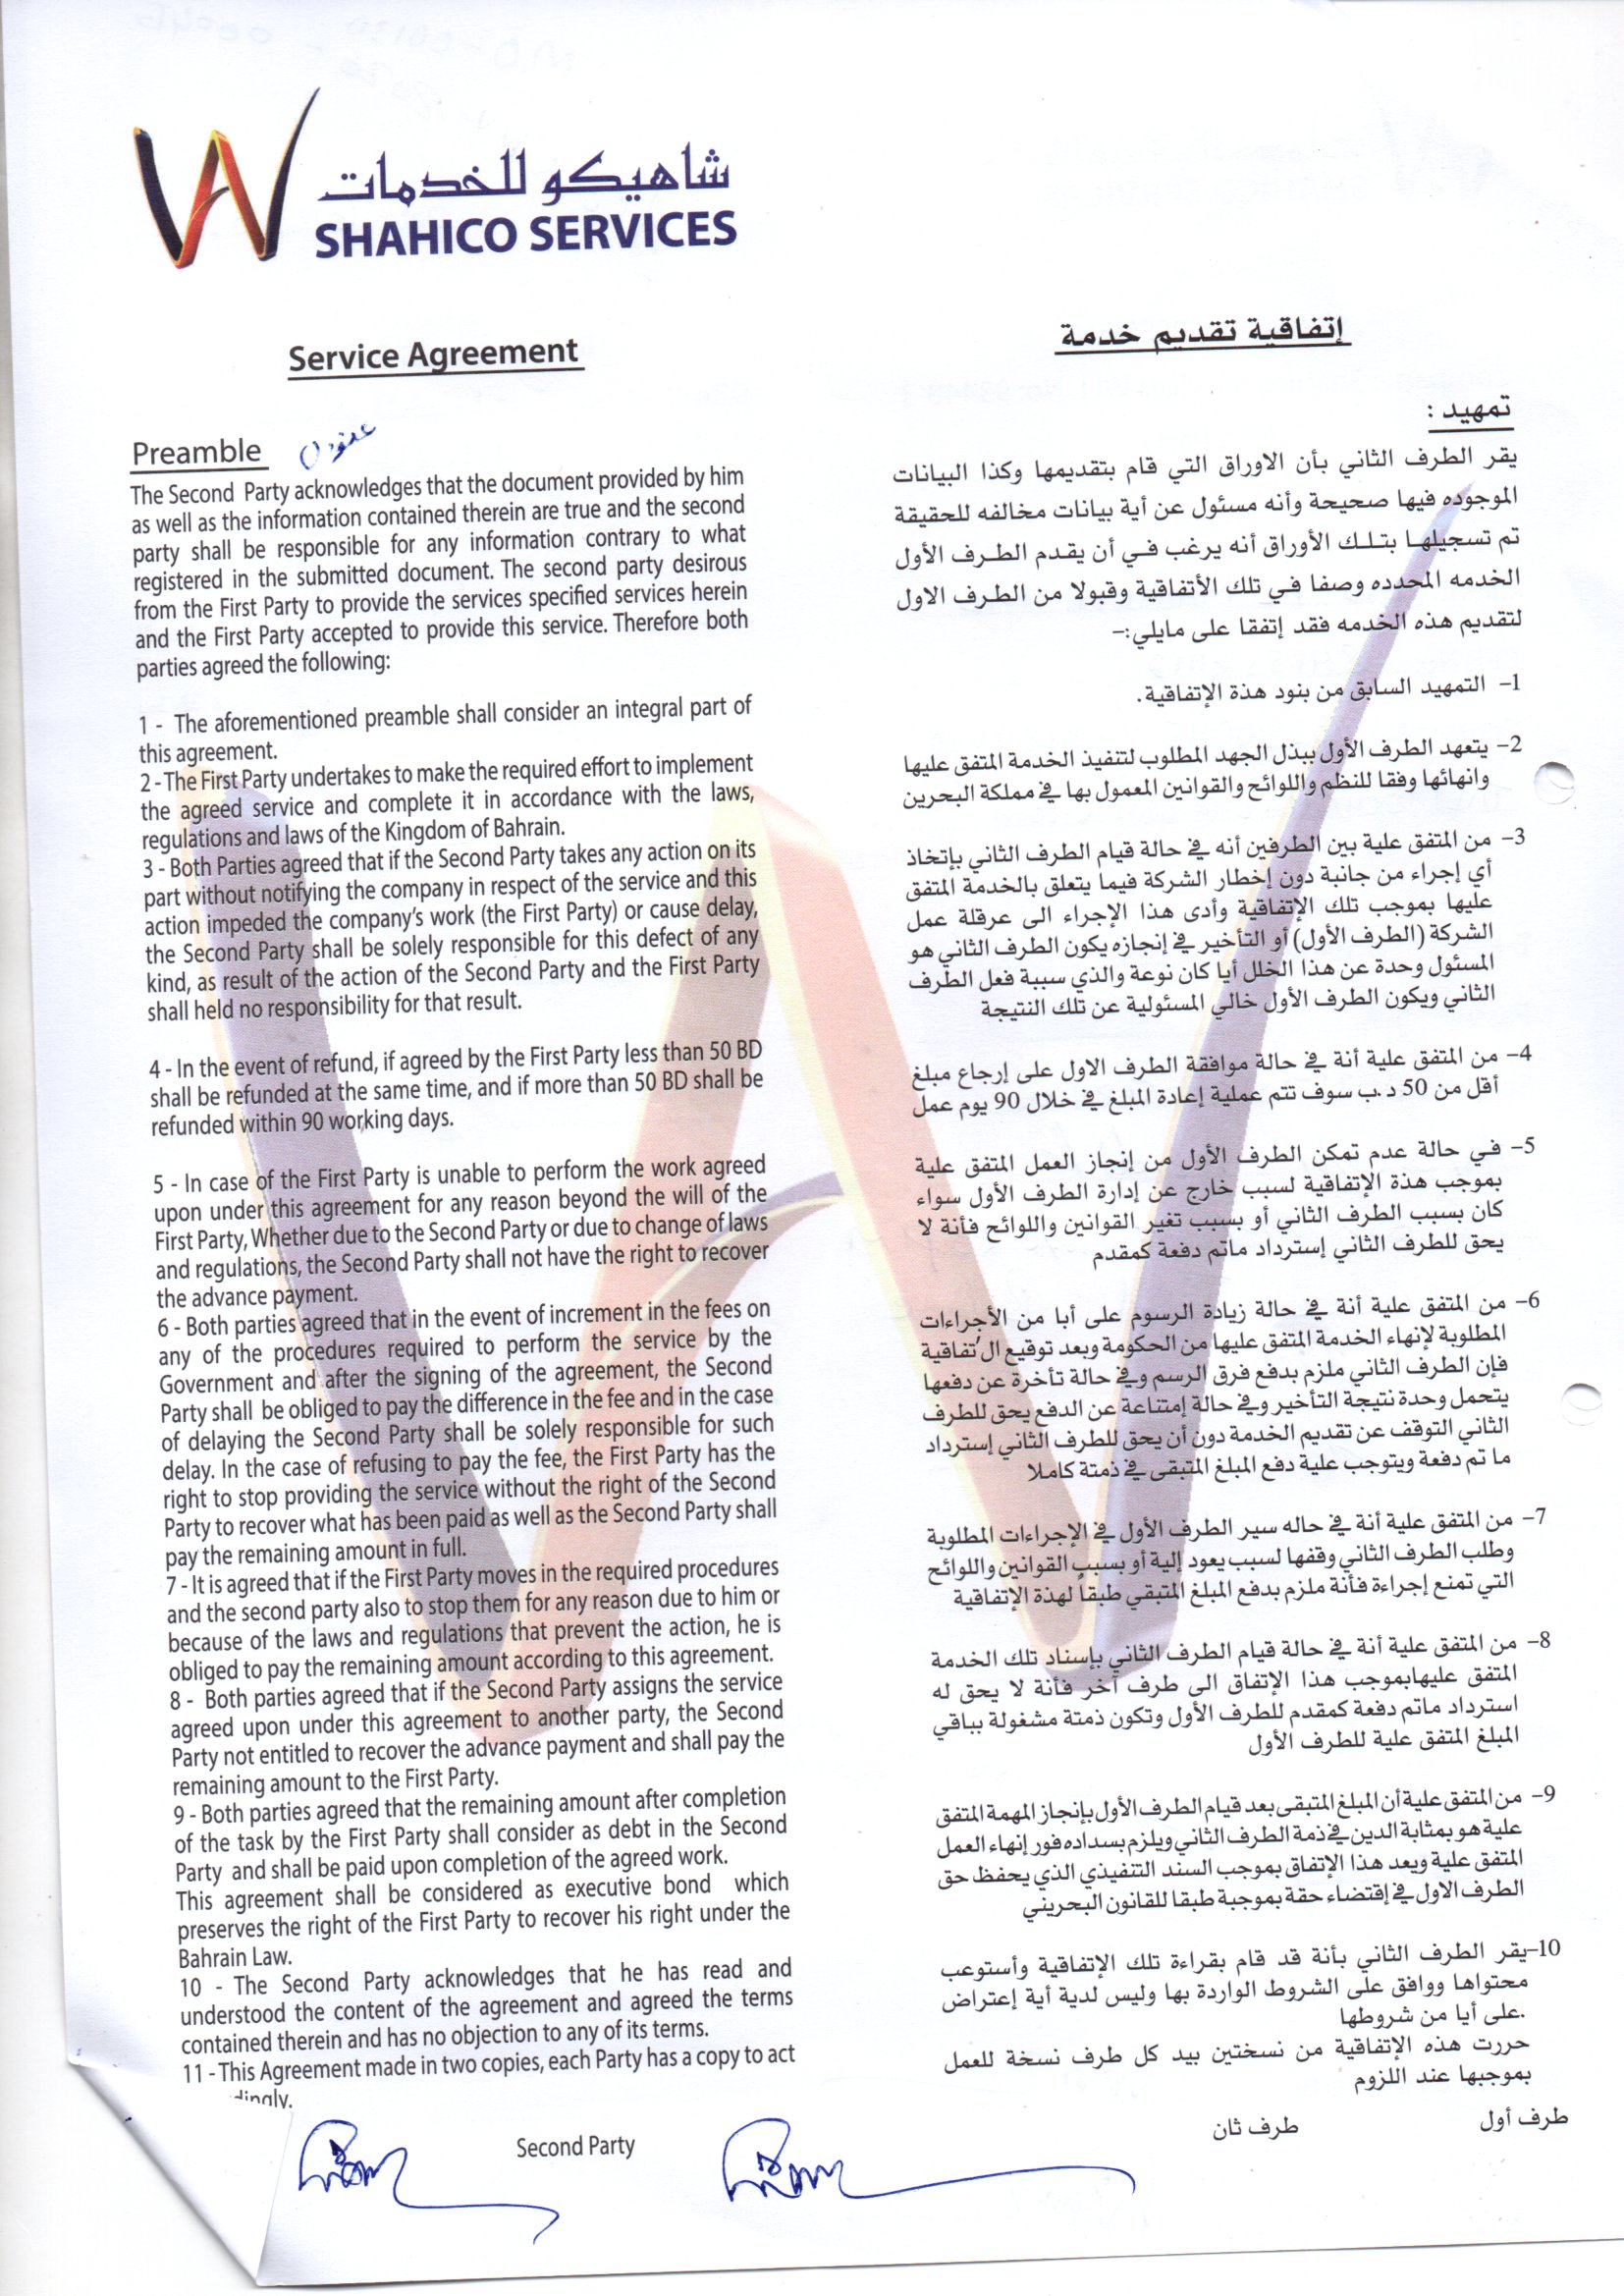 شاهيكو للخدمات
SHAHICO SERVICES
Service Agreement
Preamble
The Second Party acknowledges that the document provided by him
as well as the information contained therein are true and the second
party shall be responsible for any information contrary to what
registered in the submitted document. The second party desirous
from the First Party to provide the services specified services herein
and the First Party accepted to provide this service. Therefore both
parties agreed the following:
1 - The aforementioned preamble shall consider an integral part of
this agreement.
2 - The First Party undertakes to make the required effort to implement
the agreed service and complete it in accordance with the laws,
regulations and laws of the Kingdom of Bahrain.
3 - Both Parties agreed that if the Second Party takes any action on its
part without notifying the company in respect of the service and this
action impeded the company's work (the First Party) or cause delay,
the Second Party shall be solely responsible for this defect of any
kind, as result of the action of the Second Party and the First Party
shall held no responsibility for that result.
4 - In the event of refund, if agreed by the First Party less than 50 BD
shall be refunded at the same time, and if more than 50 BD shall be
refunded within 90 working days.
5 - In case of the First Party is unable to perform the work agreed
upon under this agreement for any reason beyond the will of the
First Party, Whether due to the Second Party or due to change of laws
and regulations, the Second Party shall not have the right to recover
the advance payment.
6 - Both parties agreed that in the event of increment in the fees on
any of the procedures required to perform the service by the
Government and after the signing of the agreement, the Second
Party shall be obliged to pay the difference in the fee and in the case
of delaying the Second Party shall be solely responsible for such
delay. In the case of refusing to pay the fee, the First Party has the
right to stop providing the service without the right of the Second
Party to recover what has been paid as well as the Second Party shall
pay the remaining amount in full.
7 - It is agreed that if the First Party moves in the required procedures
and the second party also to stop them for any reason due to him or
because of the laws and regulations that prevent the action, he is
obliged to pay the remaining amount according to this agreement.
8 - Both parties agreed that if the Second Party assigns the service
agreed upon under this agreement to another party, the Second
Party not entitled to recover the advance payment and shall pay the
remaining amount to the First Party.
9 - Both parties agreed that the remaining amount after completion
of the task by the First Party shall consider as debt in the Second
Party and shall be paid upon completion of the agreed work.
This agreement shall be considered as executive bond which
preserves the right of the First Party to recover his right under the
Bahrain Law.
10 - The Second Party acknowledges that he has read and
understood the content of the agreement and agreed the terms
contained therein and has no objection to any of its terms.
11 - This Agreement made in two copies, each Party has a copy to act
Second Party
إتفاقية تقديم خدمة
تمهيد :
يقر الطرف الثاني بأن الاوراق التي قام بتقديمها وكذا البيانات
الموجوده فيها صحيحة وأنه مسئول عن أية بيانات مخالفه للحقيقة
تم تسجيلها بتلك الأوراق أنه يرغب في أن يقدم الطرف الأول
الخدمه المحدده وصفا في تلك الأتفاقية وقبولا من الطرف الاول
لتقديم هذه الخدمه فقد إتفقا على مايلي:-
1- التمهيد السابق من بنود هذة الإتفاقية.
2- يتعهد الطرف الأول ببذل الجهد المطلوب لتنفيذ الخدمة المتفق عليها
وانهائها وفقا للنظم واللوائح والقوانين المعمول بها في مملكة البحرين
3- من المتفق علية بين الطرفين أنه في حالة قيام الطرف الثاني بإتخاذ
أي إجراء من جانبة دون إخطار الشركة فيما يتعلق بالخدمة المتفق
عليها بموجب تلك الإتفاقية وأدى هذا الإجراء الى عرقلة عمل
الشركة (الطرف الأول) أو التأخير في إنجازه يكون الطرف الثاني هو
المسئول وحدة عن هذا الخلل أيا كان نوعة والذي سببة فعل الطرف
الثاني ويكون الطرف الأول خالي المسئولية عن تلك النتيجة
4- من المتفق علية أنة في حالة موافقة الطرف الاول على إرجاع مبلغ
أقل من 50 د.ب سوف تتم عملية إعادة المبلغ في خلال 90 يوم عمل
5- في حالة عدم تمكن الطرف الأول من إنجاز العمل المتفق علية
بموجب هذة الإتفاقية لسبب خارج عن إدارة الطرف الأول سواء
كان بسبب الطرف الثاني أو بسبب تغير القوانين واللوائح فأنة لا
يحق للطرف الثاني إسترداد ماتم دفعة كمقدم
6- من المتفق علية أنة في حالة زيادة الرسوم على أبا من الأجراءات
المطلوبة لإنهاء الخدمة المتفق عليها من الحكومة وبعد توقيع ال'تفاقية
فإن الطرف الثاني ملزم بدفع فرق الرسم وفي حالة تأخرة عن دفعها
يتحمل وحدة نتيجة التأخير وفي حالة إمتناعة عن الدفع يحق للطرف
الثاني التوقف عن تقديم الخدمة دون أن يحق للطرف الثاني إسترداد
ما تم دفعة ويتوجب علية دفع المبلغ المتبقى في ذمتة كاملا
7- من المتفق علية أنة في حاله سير الطرف الأول في الإجراءات المطلوبة
وطلب الطرف الثاني وقفها لسبب يعود إلية أو بسبب القوانين واللوائح
التي تمنع إجراءة فأنة ملزم بدفع المبلغ المتبقي طبقاً لهذة الإتفاقية
8- من المتفق علية أنة في حالة قيام الطرف الثاني بإسناد تلك الخدمة
المتفق عليهابموجب هذا الإتفاق الى طرف آخر فأنة لا يحق له
استرداد ماتم دفعة كمقدم للطرف الأول وتكون ذمتة مشغولة بباقي
المبلغ المتفق علية للطرف الأول
9- من المتفق علية أن المبلغ المتبقى بعد قيام الطرف الأول بإنجاز المهمة المتفق
علية هو بمثابة الدين في ذمة الطرف الثاني ويلزم بسداده فور إنهاء العمل
المتفق علية ويعد هذا الإتفاق بموجب السند التنفيذي الذي يحفظ حق
الطرف الاول في إقتضاء حقة بموجبة طبقا للقانون البحريني
10-يقر الطرف الثاني بأنة قد قام بقراءة تلك الإتفاقية وأستوعب
محتواها ووافق على الشروط الواردة بها وليس لدية أية إعتراض
.على أيا من شروطها
حررت هذه الإتفاقية من نسختين بيد كل طرف نسخة للعمل
بموجبها عند اللزوم
طرف أول
طرف ثان